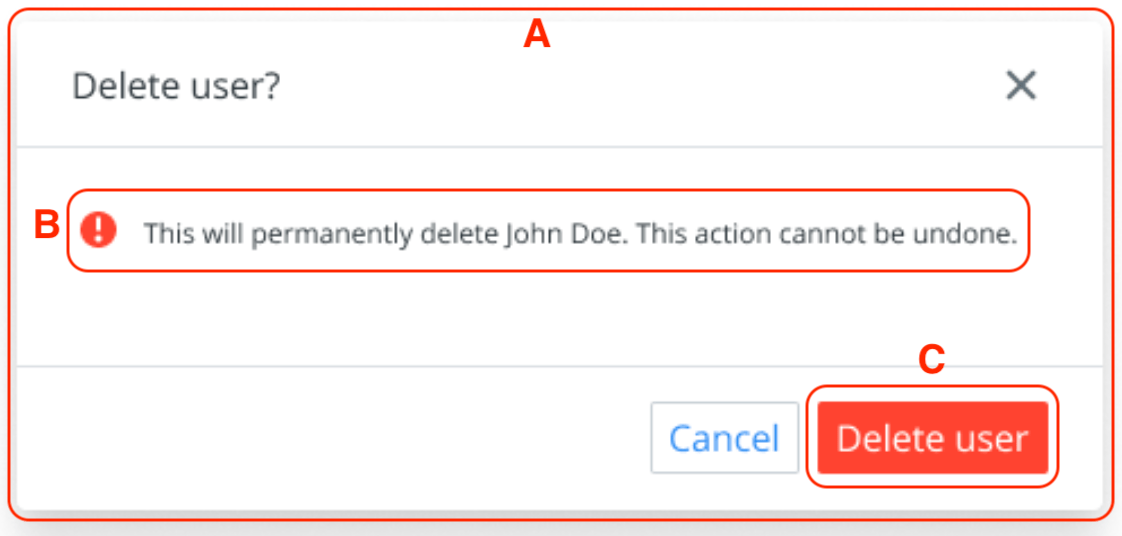 A
Delete user?
B
This will permanently delete John Doe. This action cannot be undone.
C
Cancel
Delete user